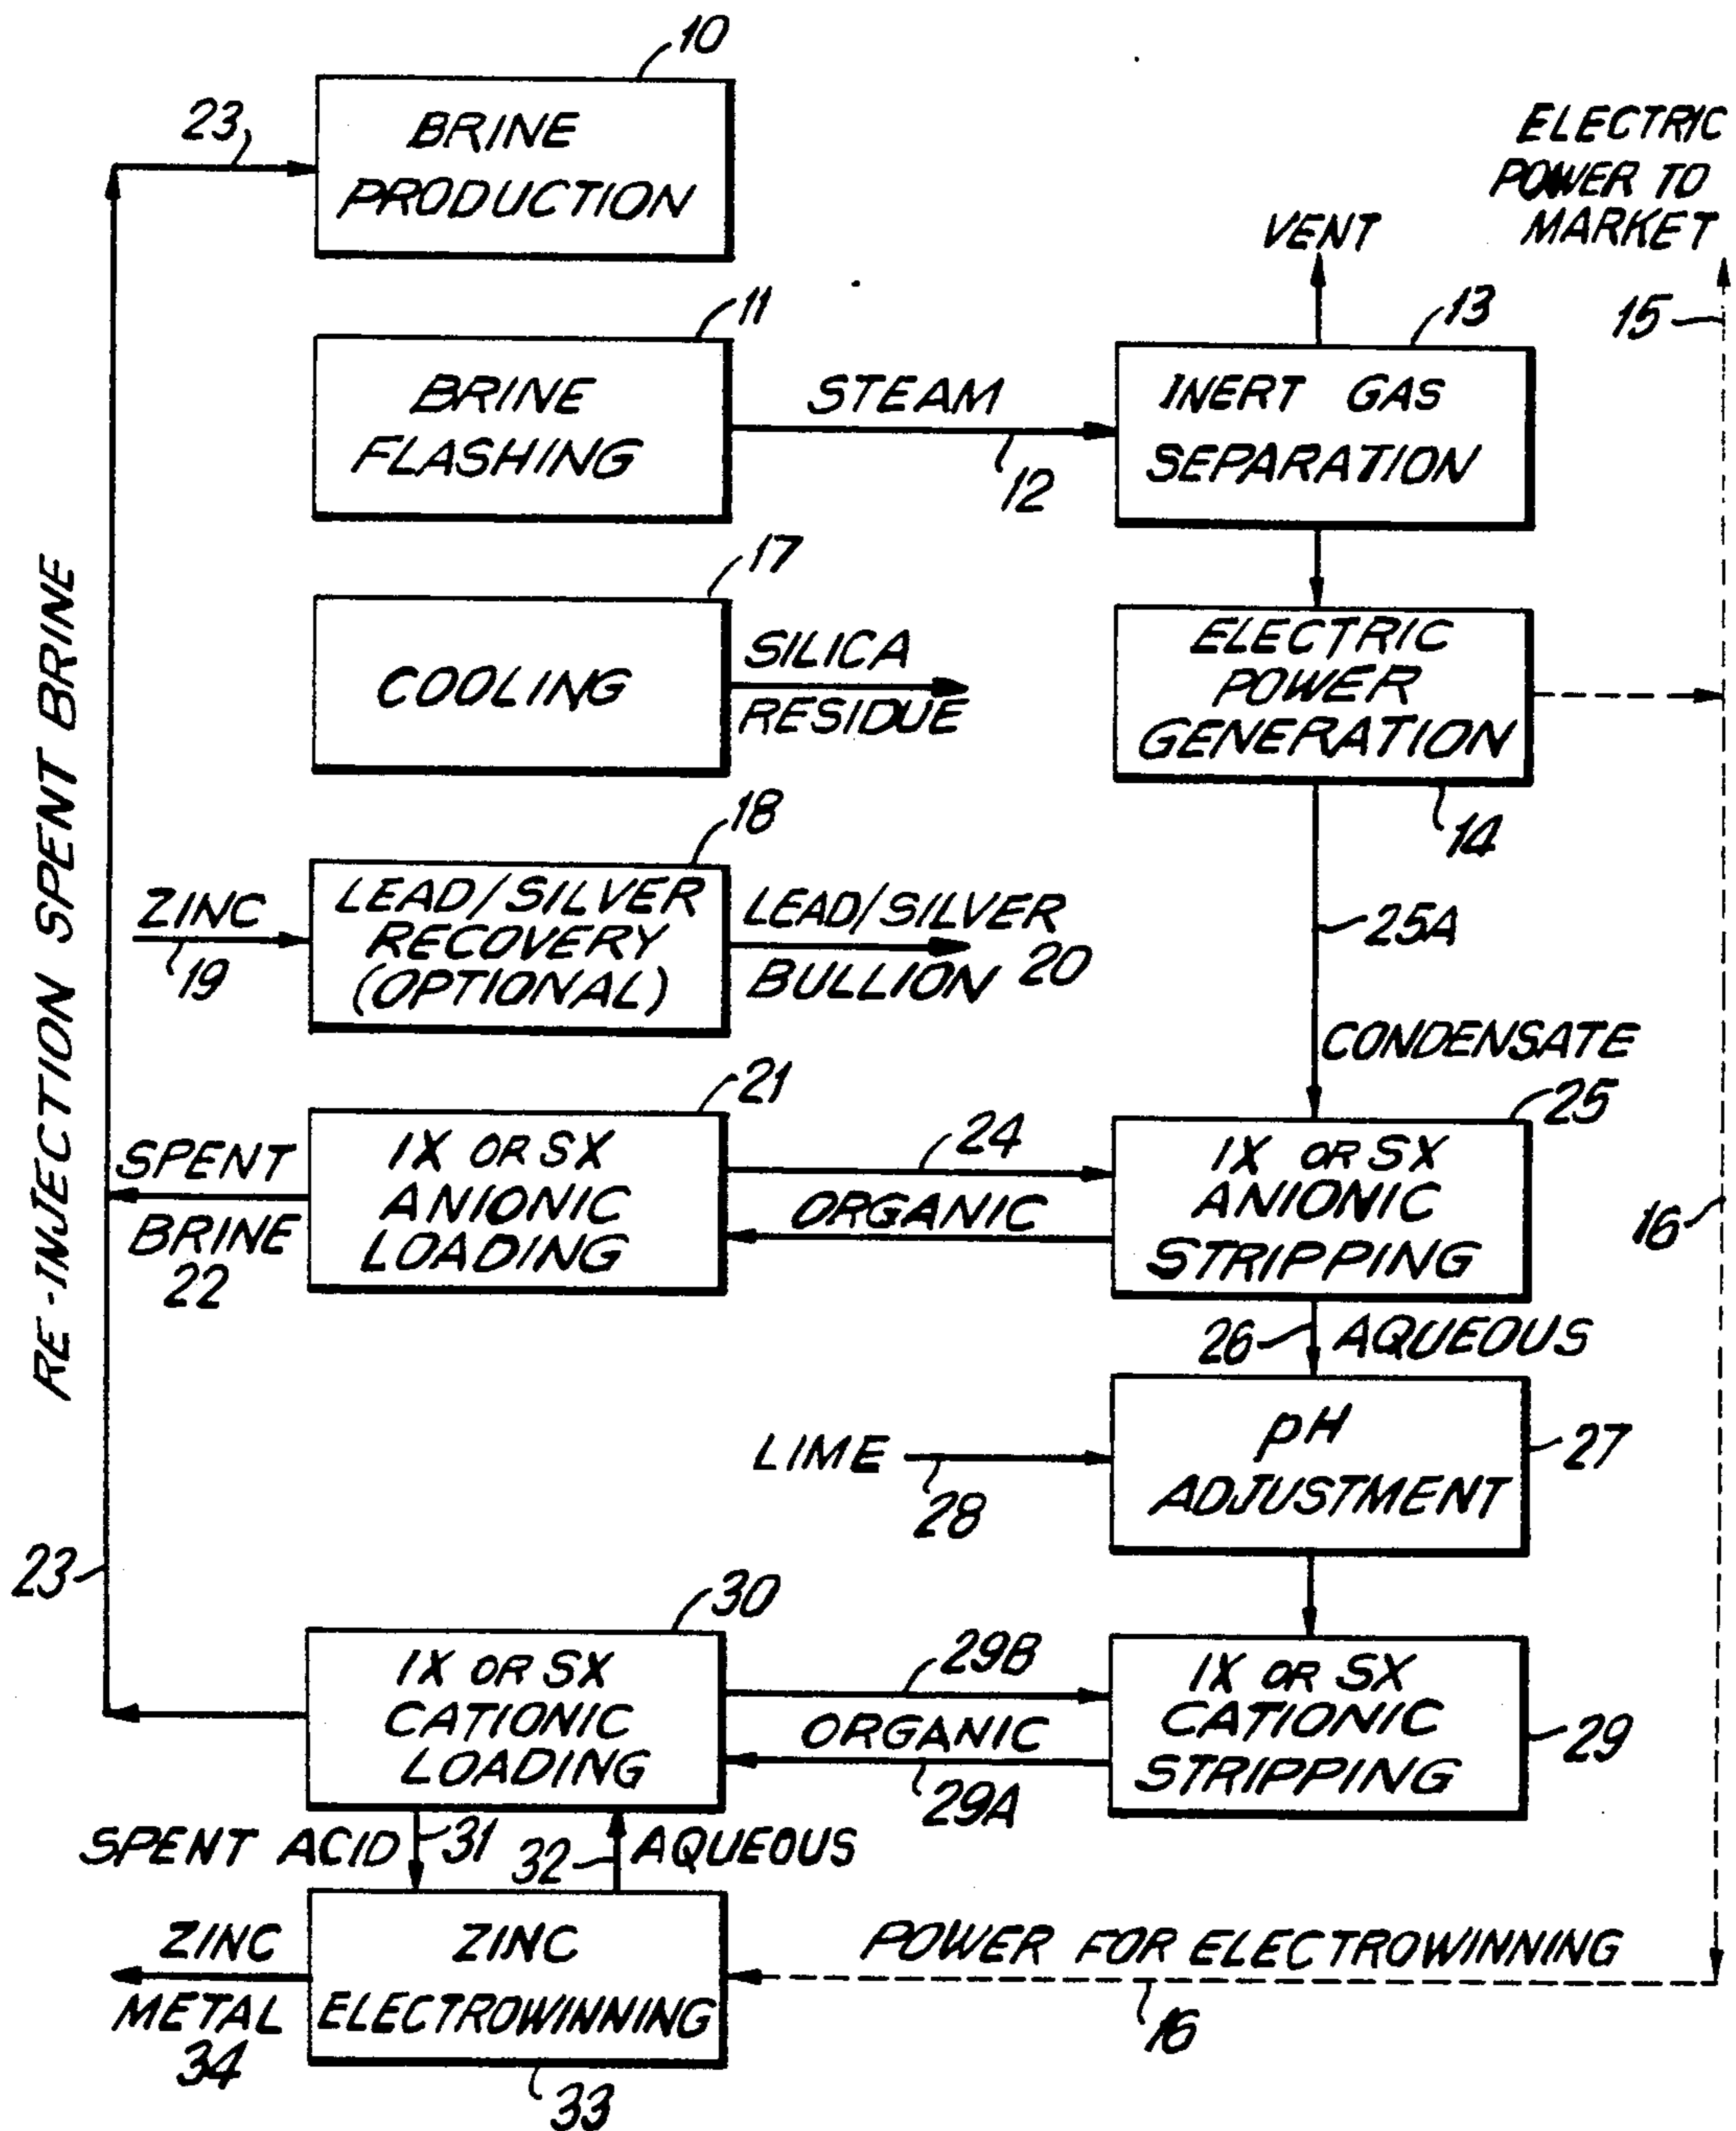 10
23
BRINE
PRODUCTION
ELECTRIC
POWER TO
MARKET
VENT
11
13
15
BRINE
FLASHING
STEAM
12
INERT GAS
SEPARATION
17
COOLING
SILICA
RESIDUE
ELECTRIC
POWER
GENERATION
14
RE-INJECTION SPENT BRINE
18
ZINC
19
LEAD/SILVER
RECOVERY
(OPTIONAL)
LEAD/SILVER
BULLION 20
25A
CONDENSATE
21
25
SPENT
BRINE
22
IX OR SX
ANIONIC
LOADING
24
ORGANIC
IX OR SX
ANIONIC
STRIPPING
16
26
AQUEOUS
LIME
28
pH
ADJUSTMENT
27
23
30
IX OR SX
CATIONIC
LOADING
29B
ORGANIC
29A
IX OR SX
CATIONIC
STRIPPING
29
SPENT ACID
31
32
AQUEOUS
ZINC
METAL
34
ZINC
ELECTROWINNING
33
POWER FOR ELECTROWINNING
16